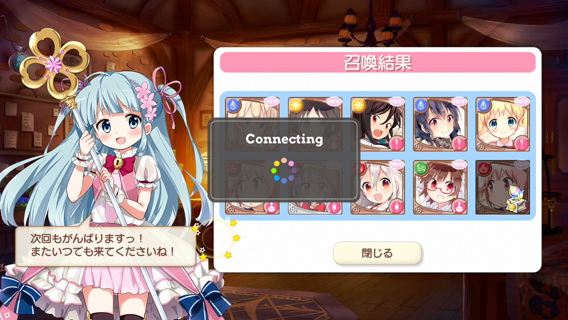 召喚結果
Connecting
次回もがんばりますっ！
またいつでも来てくださいね！
閉じる